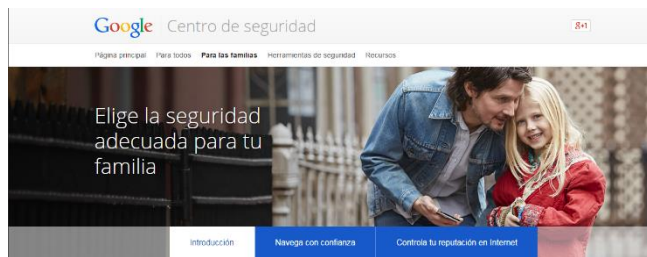 Google Centro de seguridad
g+1
Página principal Para todos Para las familias Herramientas de seguridad Recursos
Elige la seguridad
adecuada para tu
familia
Introducción Navega con confianza Controla tu reputación en Internet